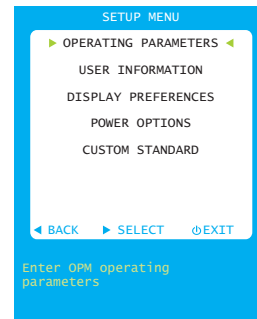 SETUP MENU
▶ OPERATING PARAMETERS ◀
USER INFORMATION
DISPLAY PREFERENCES
POWER OPTIONS
CUSTOM STANDARD
◀ BACK ▶ SELECT ⏻EXIT
Enter OPM operating
parameters